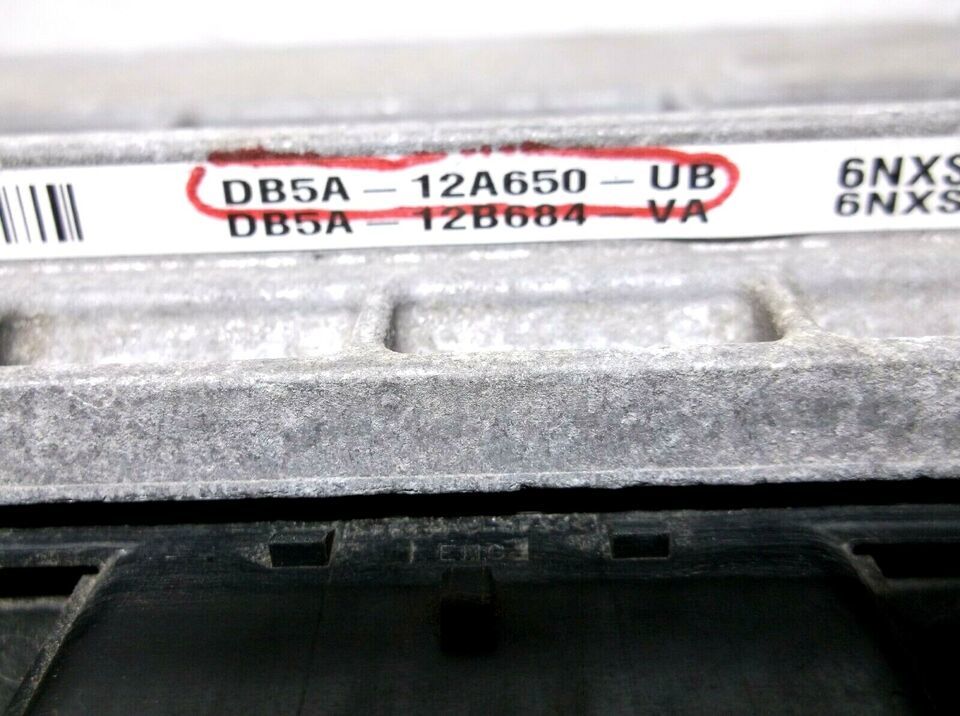 DB5A – 12A650 – UB
DB5A – 12B684 – VA
6NXS
6NXS